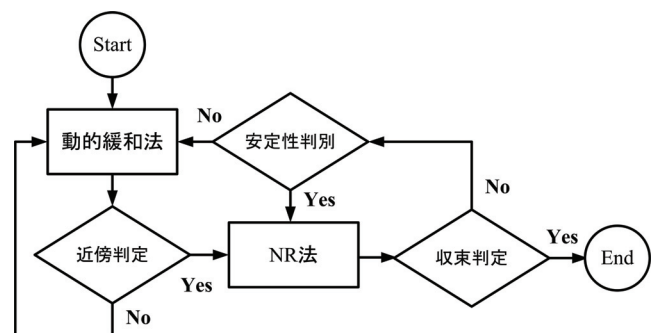 Start
動的緩和法
No
安定性判別
Yes
No
近傍判定
Yes
No
NR法
収束判定
Yes
End